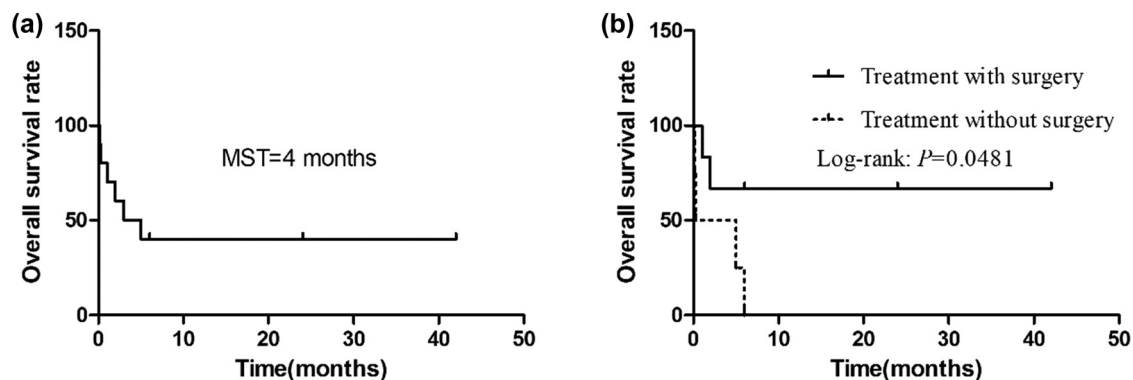 (a)
150
100
50
0
Overall survival rate
MST=4 months
0 10 20 30 40 50
Time(months)
(b)
150
100
50
0
Overall survival rate
Treatment with surgery
Treatment without surgery
Log-rank: P=0.0481
0 10 20 30 40 50
Time(months)